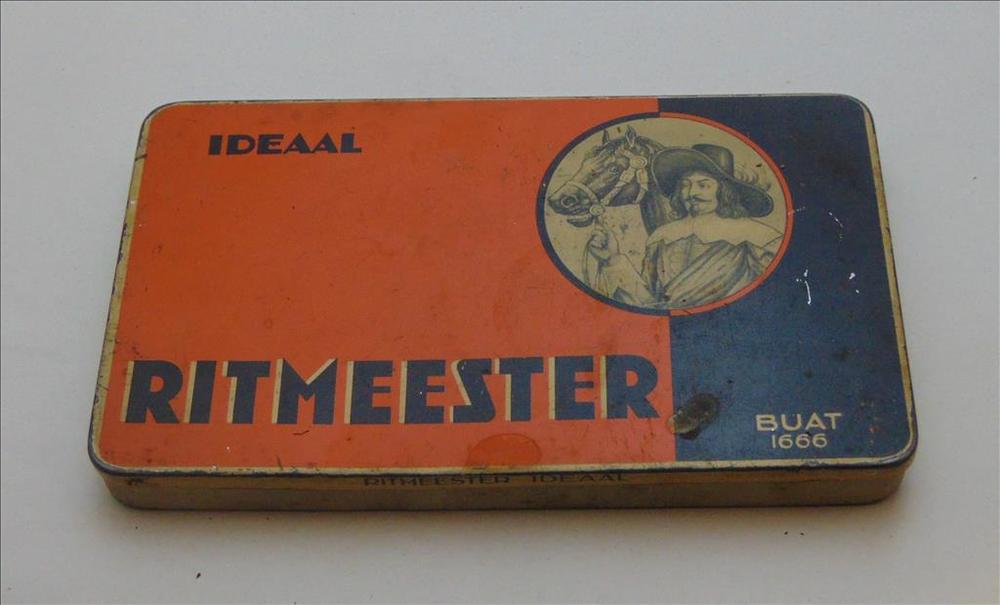 IDEAAL
RITMEESTER
BUAT
1666
RITMEESTER IDEAAL